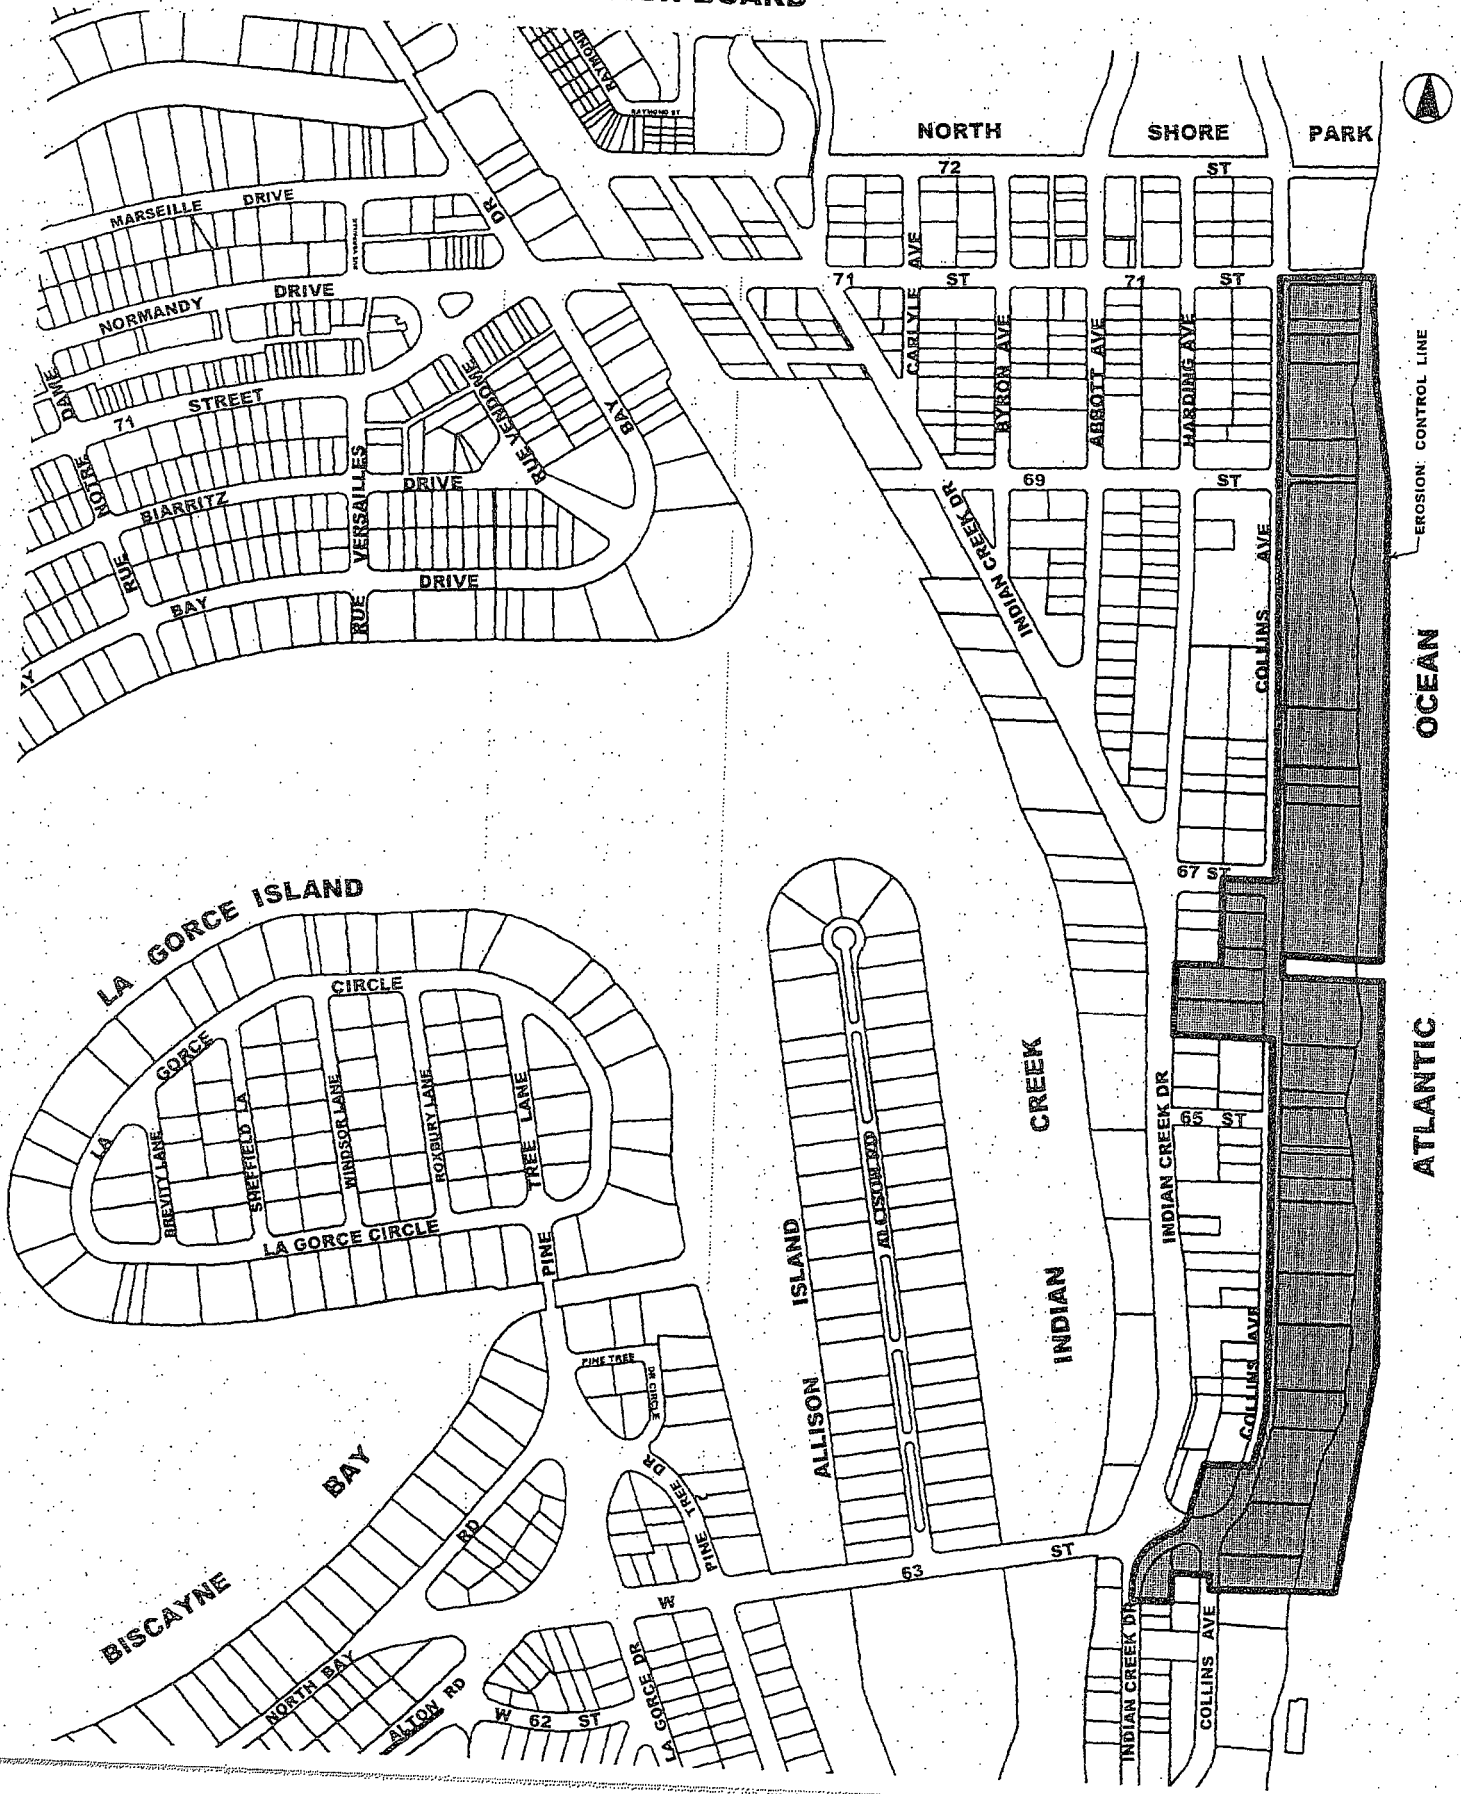 BOARD
RAYMOND
RAYMOND ST
NORTH SHORE PARK
72 ST
MARSEILLE DRIVE
RUE VERSAILLES
DR
NORMANDY DRIVE
71 ST 71 ST
CARLYLE AVE
BYRON AVE
ABBOTT AVE
HARDING AVE
EROSION CONTROL LINE
71 STREET
RUE NOTRE DAME
RUE VENDOME
BAY
BIARRITZ DRIVE
RUE VERSAILLES
BAY DRIVE
69 ST
INDIAN CREEK DR
COLLINS AVE
ATLANTIC OCEAN
67 ST
LA GORCE ISLAND
LA GORCE CIRCLE
BREVITY LANE
SHEFFIELD LA
WINDSOR LANE
ROXBURY LANE
PINE TREE LANE
LA GORCE CIRCLE
ALLISON ISLAND
ALLISON RD
INDIAN CREEK
INDIAN CREEK DR
65 ST
COLLINS AVE
PINE TREE
DR CIRCLE
PINE TREE DR
BISCAYNE BAY
RD
NORTH BAY
63 ST
W
ALTON RD
W 62 ST
LA GORCE DR
INDIAN CREEK DR
COLLINS AVE